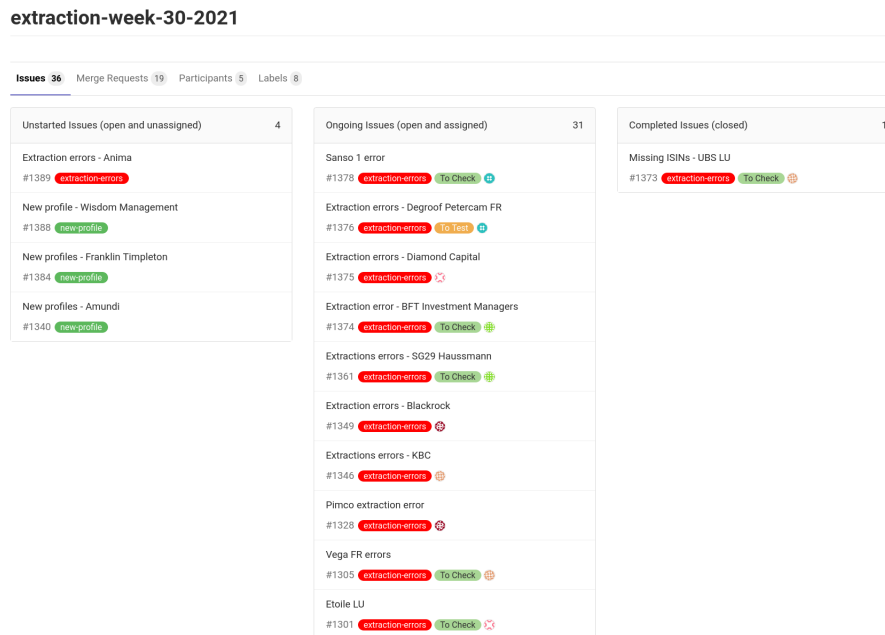 extraction-week-30-2021
Issues 36 Merge Requests 19 Participants 5 Labels 8
Unstarted Issues (open and unassigned) 4
Extraction errors - Anima
#1389 extraction-errors
New profile - Wisdom Management
#1388 new-profile
New profiles - Franklin Timpleton
#1384 new-profile
New profiles - Amundi
#1340 new-profile
Ongoing Issues (open and assigned) 31
Sanso 1 error
#1378 extraction-errors To Check
Extraction errors - Degroof Petercam FR
#1376 extraction-errors To Test
Extraction errors - Diamond Capital
#1375 extraction-errors
Extraction error - BFT Investment Managers
#1374 extraction-errors To Check
Extractions errors - SG29 Haussmann
#1361 extraction-errors To Check
Extraction errors - Blackrock
#1349 extraction-errors
Extractions errors - KBC
#1346 extraction-errors
Pimco extraction error
#1328 extraction-errors
Vega FR errors
#1305 extraction-errors To Check
Etoile LU
#1301 extraction-errors To Check
Completed Issues (closed) 1
Missing ISINs - UBS LU
#1373 extraction-errors To Check